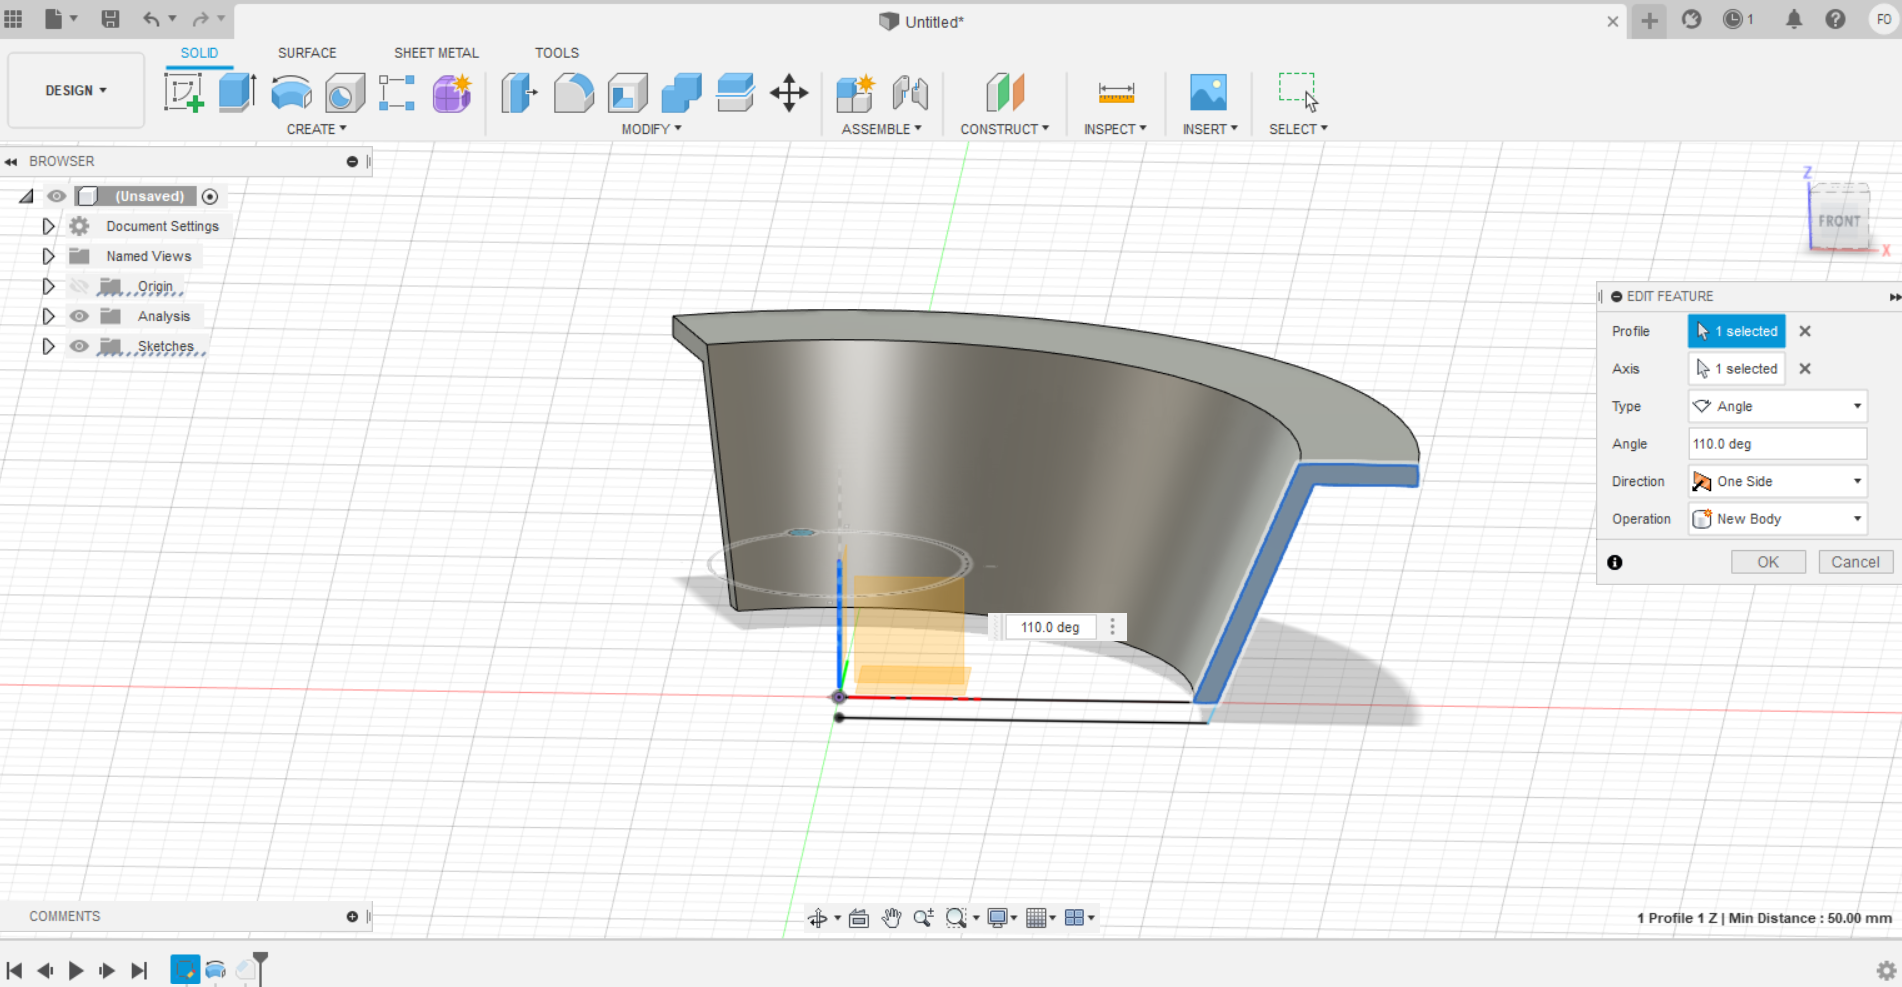 Untitled*
1
FO
SOLID
SURFACE
SHEET METAL
TOOLS
DESIGN
CREATE
MODIFY
ASSEMBLE
CONSTRUCT
INSPECT
INSERT
SELECT
BROWSER
(Unsaved)
Document Settings
Named Views
Origin
Analysis
Sketches
Z
FRONT
X
EDIT FEATURE
Profile 1 selected
Axis 1 selected
Type Angle
Angle 110.0 deg
Direction One Side
Operation New Body
OK Cancel
110.0 deg
COMMENTS
1 Profile 1 Z | Min Distance : 50.00 mm